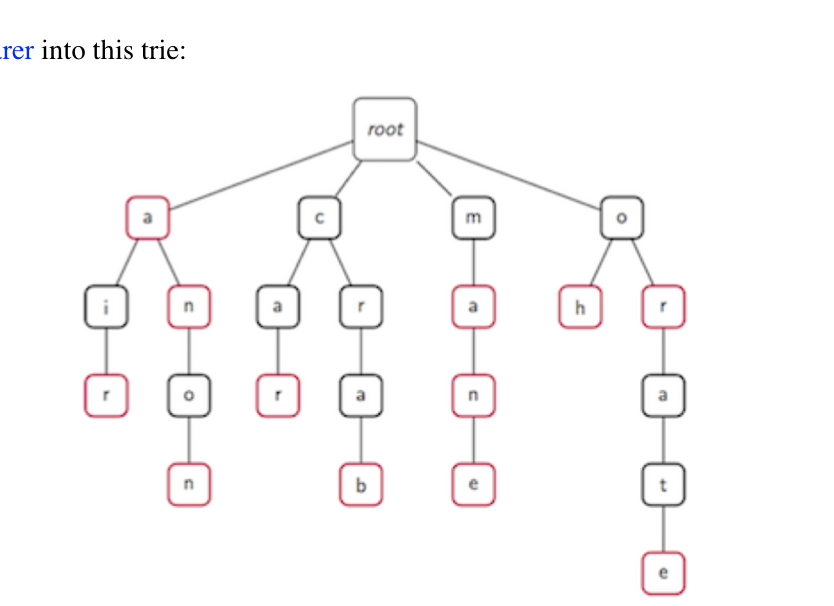 rer into this trie:
root
a c m o
i n a r a h r
r o r a n a
n b e t
e